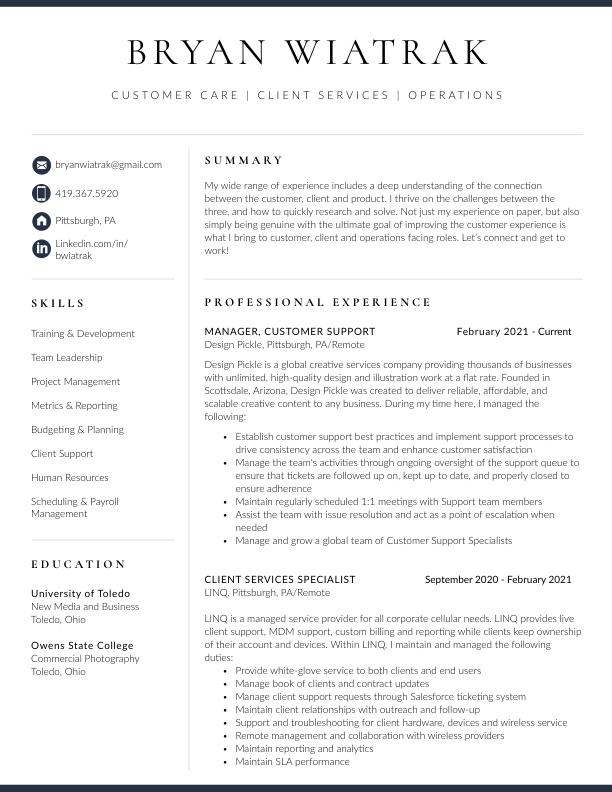 BRYAN WIATRAK
CUSTOMER CARE | CLIENT SERVICES | OPERATIONS
bryanwiatrak@gmail.com
419.367.5920
Pittsburgh, PA
Linkedin.com/in/
bwiatrak
SKILLS
Training & Development
Team Leadership
Project Management
Metrics & Reporting
Budgeting & Planning
Client Support
Human Resources
Scheduling & Payroll
Management
EDUCATION
University of Toledo
New Media and Business
Toledo, Ohio
Owens State College
Commercial Photography
Toledo, Ohio
SUMMARY
My wide range of experience includes a deep understanding of the connection
between the customer, client and product. I thrive on the challenges between the
three, and how to quickly research and solve. Not just my experience on paper, but also
simply being genuine with the ultimate goal of improving the customer experience is
what I bring to customer, client and operations facing roles. Let's connect and get to
work!
PROFESSIONAL EXPERIENCE
MANAGER, CUSTOMER SUPPORT February 2021 - Current
Design Pickle, Pittsburgh, PA/Remote
Design Pickle is a global creative services company providing thousands of businesses
with unlimited, high-quality design and illustration work at a flat rate. Founded in
Scottsdale, Arizona, Design Pickle was created to deliver reliable, affordable, and
scalable creative content to any business. During my time here, I managed the
following:
• Establish customer support best practices and implement support processes to
drive consistency across the team and enhance customer satisfaction
• Manage the team's activities through ongoing oversight of the support queue to
ensure that tickets are followed up on, kept up to date, and properly closed to
ensure adherence
• Maintain regularly scheduled 1:1 meetings with Support team members
• Assist the team with issue resolution and act as a point of escalation when
needed
• Manage and grow a global team of Customer Support Specialists
CLIENT SERVICES SPECIALIST September 2020 - February 2021
LINQ, Pittsburgh, PA/Remote
LINQ is a managed service provider for all corporate cellular needs. LINQ provides live
client support, MDM support, custom billing and reporting while clients keep ownership
of their account and devices. Within LINQ, I maintain and managed the following
duties:
• Provide white-glove service to both clients and end users
• Manage book of clients and contract updates
• Manage client support requests through Salesforce ticketing system
• Maintain client relationships with outreach and follow-up
• Support and troubleshooting for client hardware, devices and wireless service
• Remote management and collaboration with wireless providers
• Maintain reporting and analytics
• Maintain SLA performance